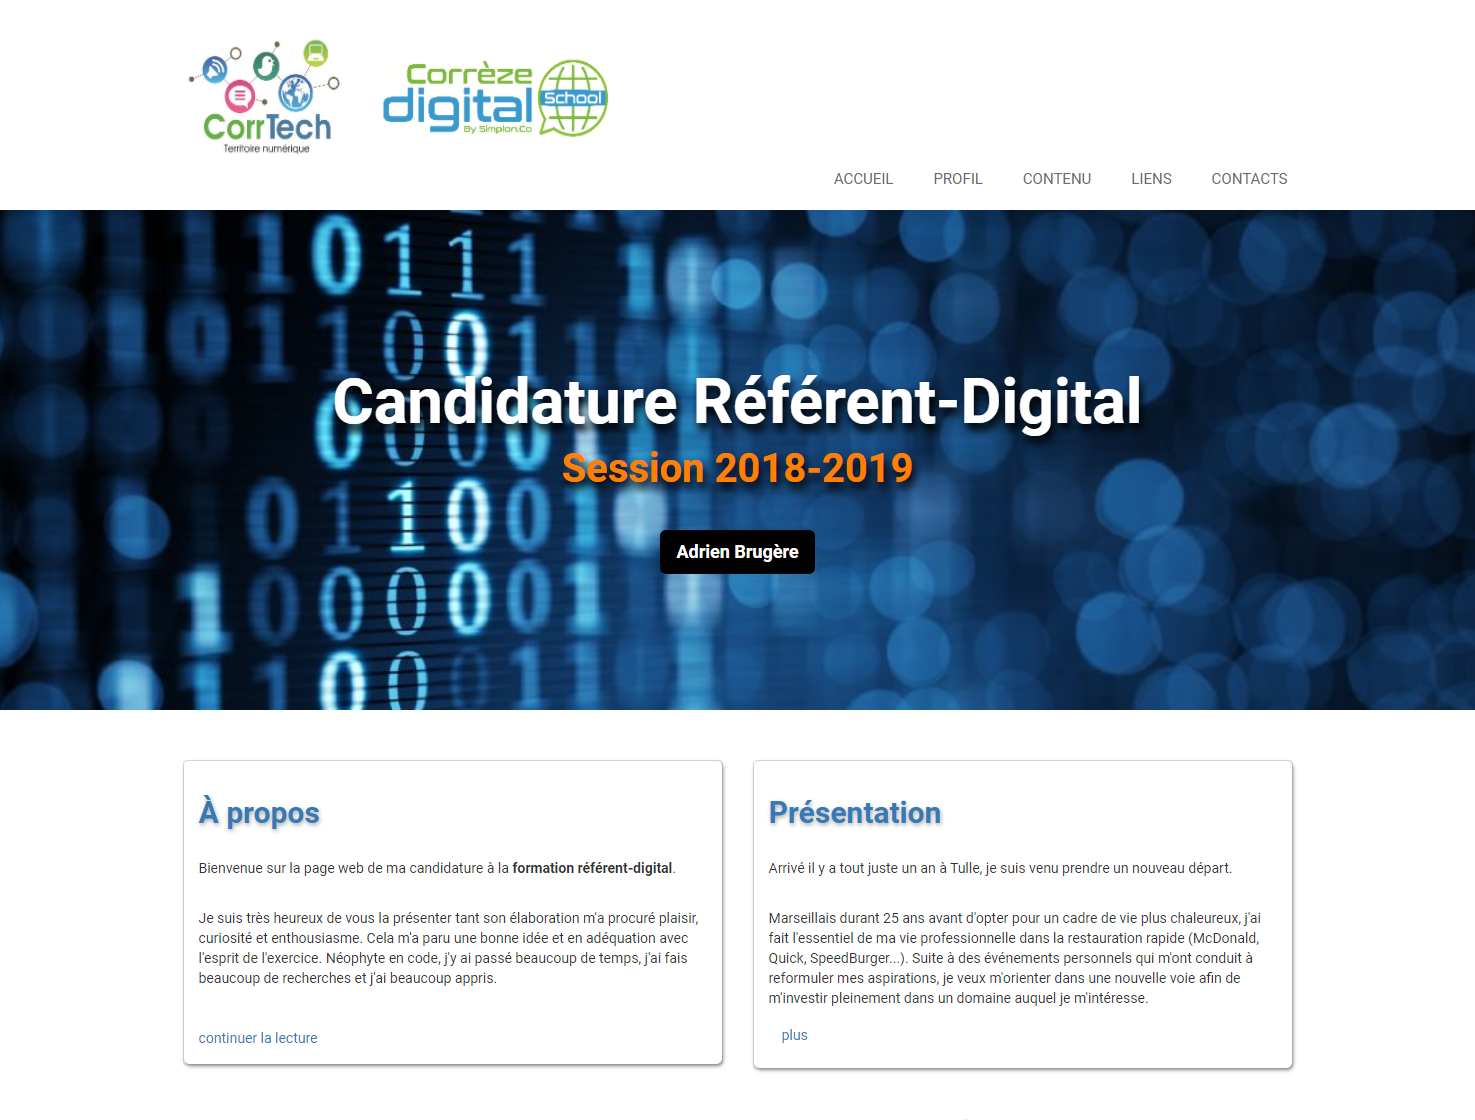 CorrTech
Territoire numérique
Corrèze
digital School
By Simplon.Co
ACCUEIL PROFIL CONTENU LIENS CONTACTS
Candidature Référent-Digital
Session 2018-2019
Adrien Brugère
À propos
Bienvenue sur la page web de ma candidature à la formation référent-digital.
Je suis très heureux de vous la présenter tant son élaboration m'a procuré plaisir,
curiosité et enthousiasme. Cela m'a paru une bonne idée et en adéquation avec
l'esprit de l'exercice. Néophyte en code, j'y ai passé beaucoup de temps, j'ai fais
beaucoup de recherches et j'ai beaucoup appris.
continuer la lecture
Présentation
Arrivé il y a tout juste un an à Tulle, je suis venu prendre un nouveau départ.
Marseillais durant 25 ans avant d'opter pour un cadre de vie plus chaleureux, j'ai
fait l'essentiel de ma vie professionnelle dans la restauration rapide (McDonald,
Quick, SpeedBurger...). Suite à des événements personnels qui m'ont conduit à
reformuler mes aspirations, je veux m'orienter dans une nouvelle voie afin de
m'investir pleinement dans un domaine auquel je m'intéresse.
plus